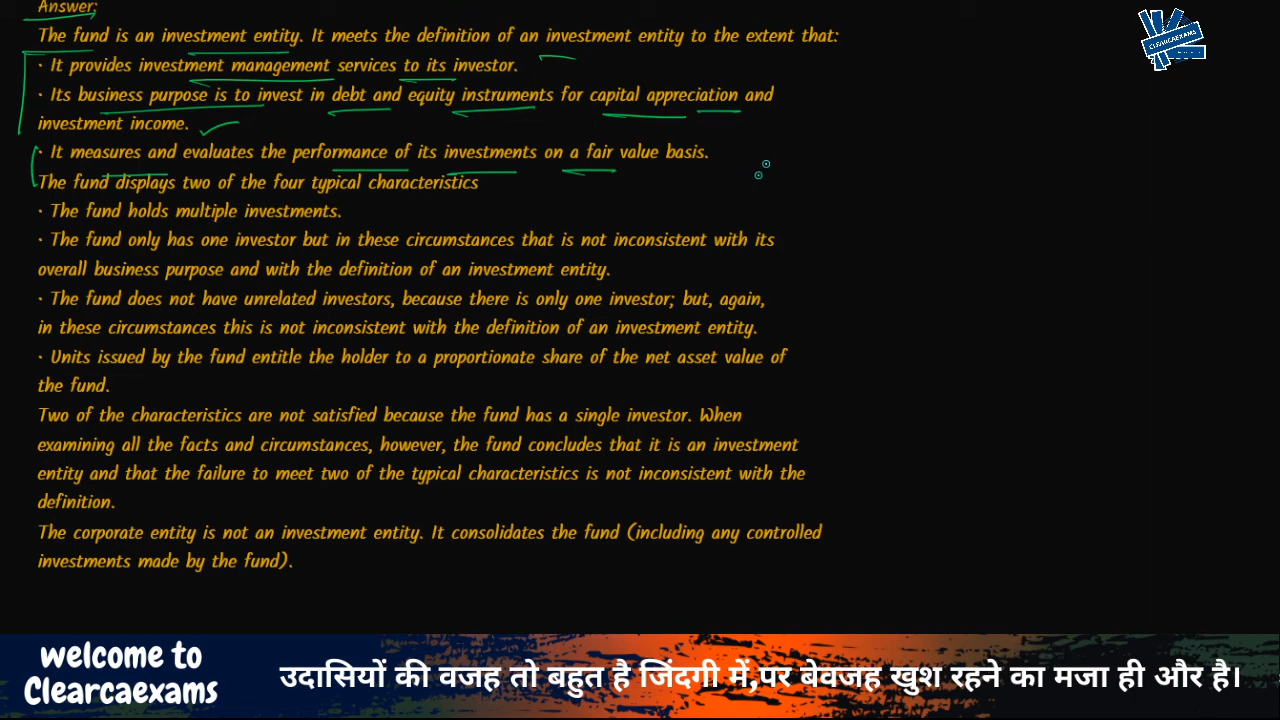 Answer:
The fund is an investment entity. It meets the definition of an investment entity to the extent that:
· It provides investment management services to its investor.
· Its business purpose is to invest in debt and equity instruments for capital appreciation and
investment income.
· It measures and evaluates the performance of its investments on a fair value basis.
The fund displays two of the four typical characteristics
· The fund holds multiple investments.
· The fund only has one investor but in these circumstances that is not inconsistent with its
overall business purpose and with the definition of an investment entity.
· The fund does not have unrelated investors, because there is only one investor; but, again,
in these circumstances this is not inconsistent with the definition of an investment entity.
· Units issued by the fund entitle the holder to a proportionate share of the net asset value of
the fund.
Two of the characteristics are not satisfied because the fund has a single investor. When
examining all the facts and circumstances, however, the fund concludes that it is an investment
entity and that the failure to meet two of the typical characteristics is not inconsistent with the
definition.
The corporate entity is not an investment entity. It consolidates the fund (including any controlled
investments made by the fund).
CLEARCAEXAMS
welcome to
Clearcaexams
उदासियों की वजह तो बहुत है जिंदगी में,पर बेवजह खुश रहने का मजा ही और है।